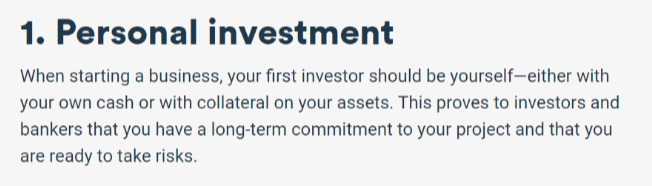 1. Personal investment
When starting a business, your first investor should be yourself—either with
your own cash or with collateral on your assets. This proves to investors and
bankers that you have a long-term commitment to your project and that you
are ready to take risks.